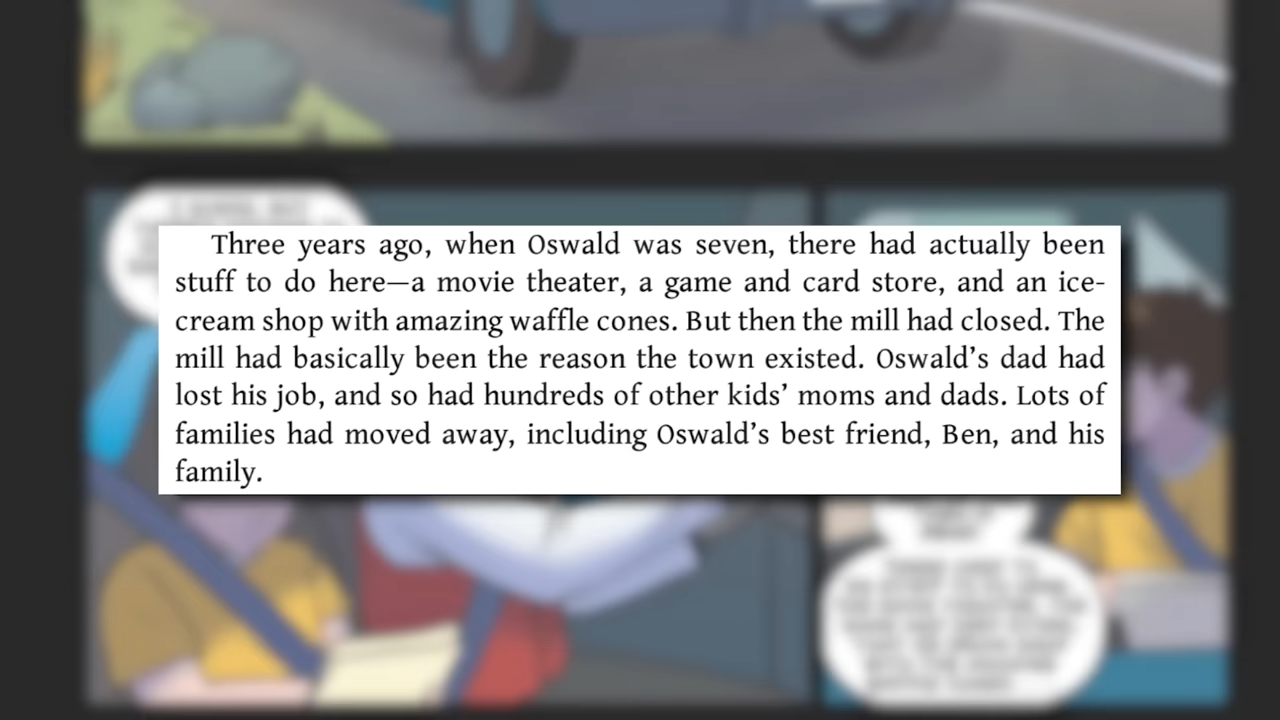 Three years ago, when Oswald was seven, there had actually been
stuff to do here—a movie theater, a game and card store, and an ice-
cream shop with amazing waffle cones. But then the mill had closed. The
mill had basically been the reason the town existed. Oswald’s dad had
lost his job, and so had hundreds of other kids’ moms and dads. Lots of
families had moved away, including Oswald’s best friend, Ben, and his
family.